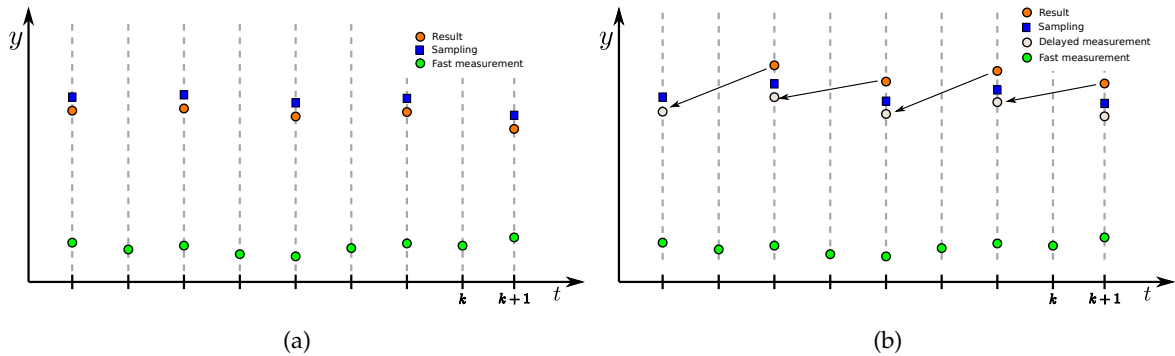 y
Result
Sampling
Fast measurement
k
k + 1
t
(a)
y
Result
Sampling
Delayed measurement
Fast measurement
k
k + 1
t
(b)